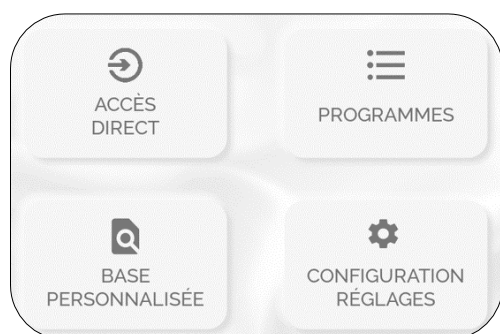 ACCÈS
DIRECT
PROGRAMMES
BASE
PERSONNALISÉE
CONFIGURATION
RÉGLAGES